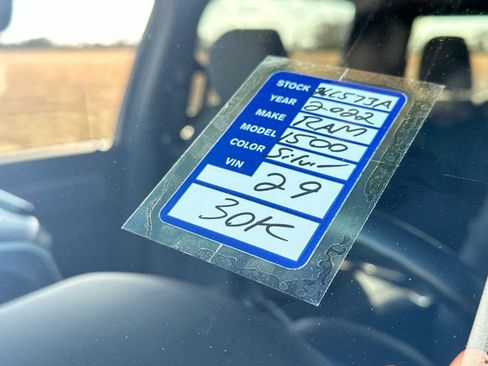 STOCK
YEAR 2022
MAKE RAM
MODEL 1500
COLOR Silver
VIN 29
30K